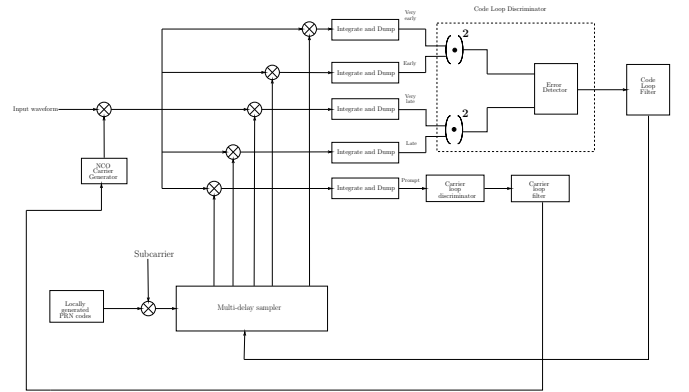 Code Loop Discriminator
Very
early
Integrate and Dump
2
Early
Integrate and Dump
Error
Detector
Code
Loop
Filter
Input waveform
Very
late
Integrate and Dump
2
Late
Integrate and Dump
NCO
Carrier
Generator
Prompt
Integrate and Dump
Carrier
loop
discriminator
Carrier
loop
filter
Subcarrier
Locally
generated
PRN codes
Multi-delay sampler